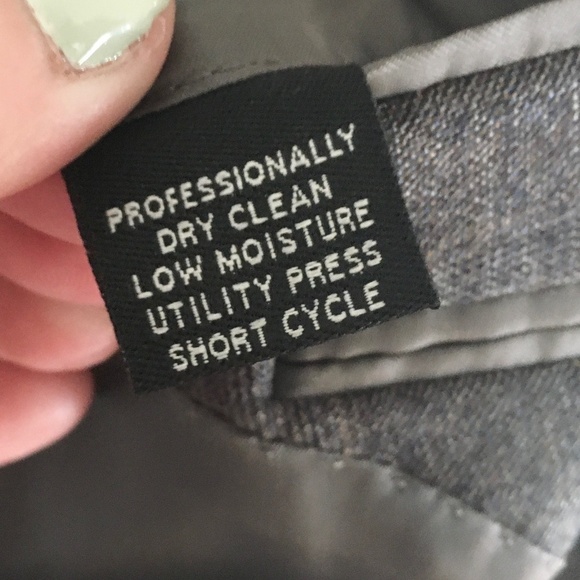 PROFESSIONALLY
DRY CLEAN
LOW MOISTURE
UTILITY PRESS
SHORT CYCLE